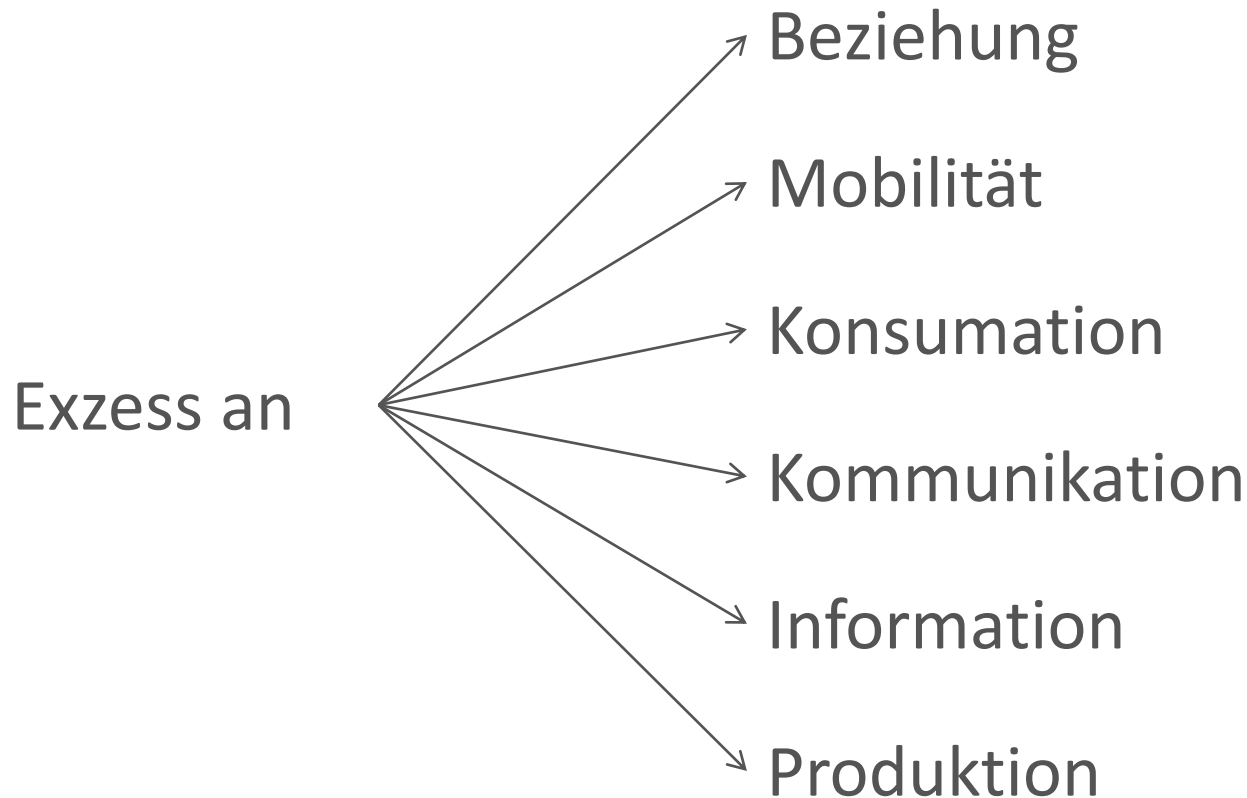 Beziehung
Mobilität
Konsumation
Exzess an
Kommunikation
Information
Produktion